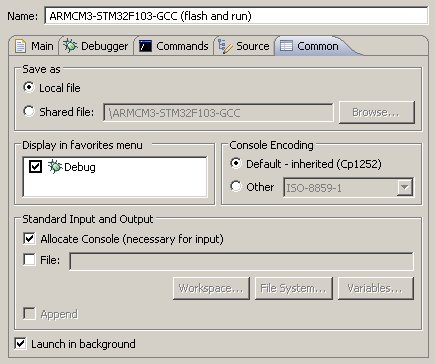 Name: ARMCM3-STM32F103-GCC (flash and run)
Main Debugger Commands Source Common
Save as
Local file
Shared file: \ARMCM3-STM32F103-GCC Browse...
Display in favorites menu Console Encoding
Debug Default - inherited (Cp1252)
Other ISO-8859-1
Standard Input and Output
Allocate Console (necessary for input)
File:
Workspace... File System... Variables...
Append
Launch in background